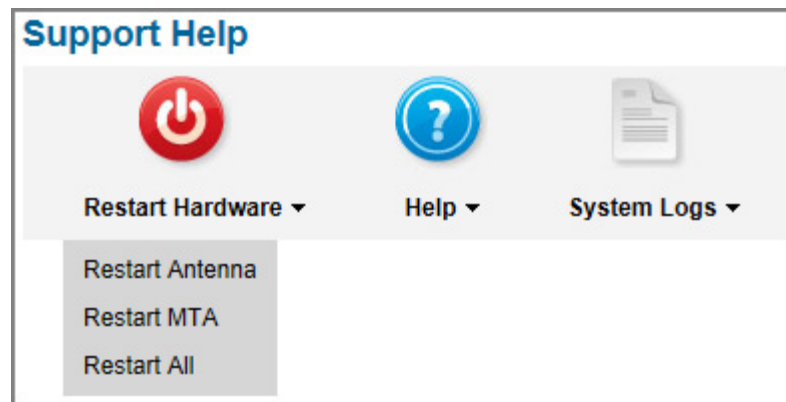 Support Help
Restart Hardware Help System Logs
Restart Antenna
Restart MTA
Restart All